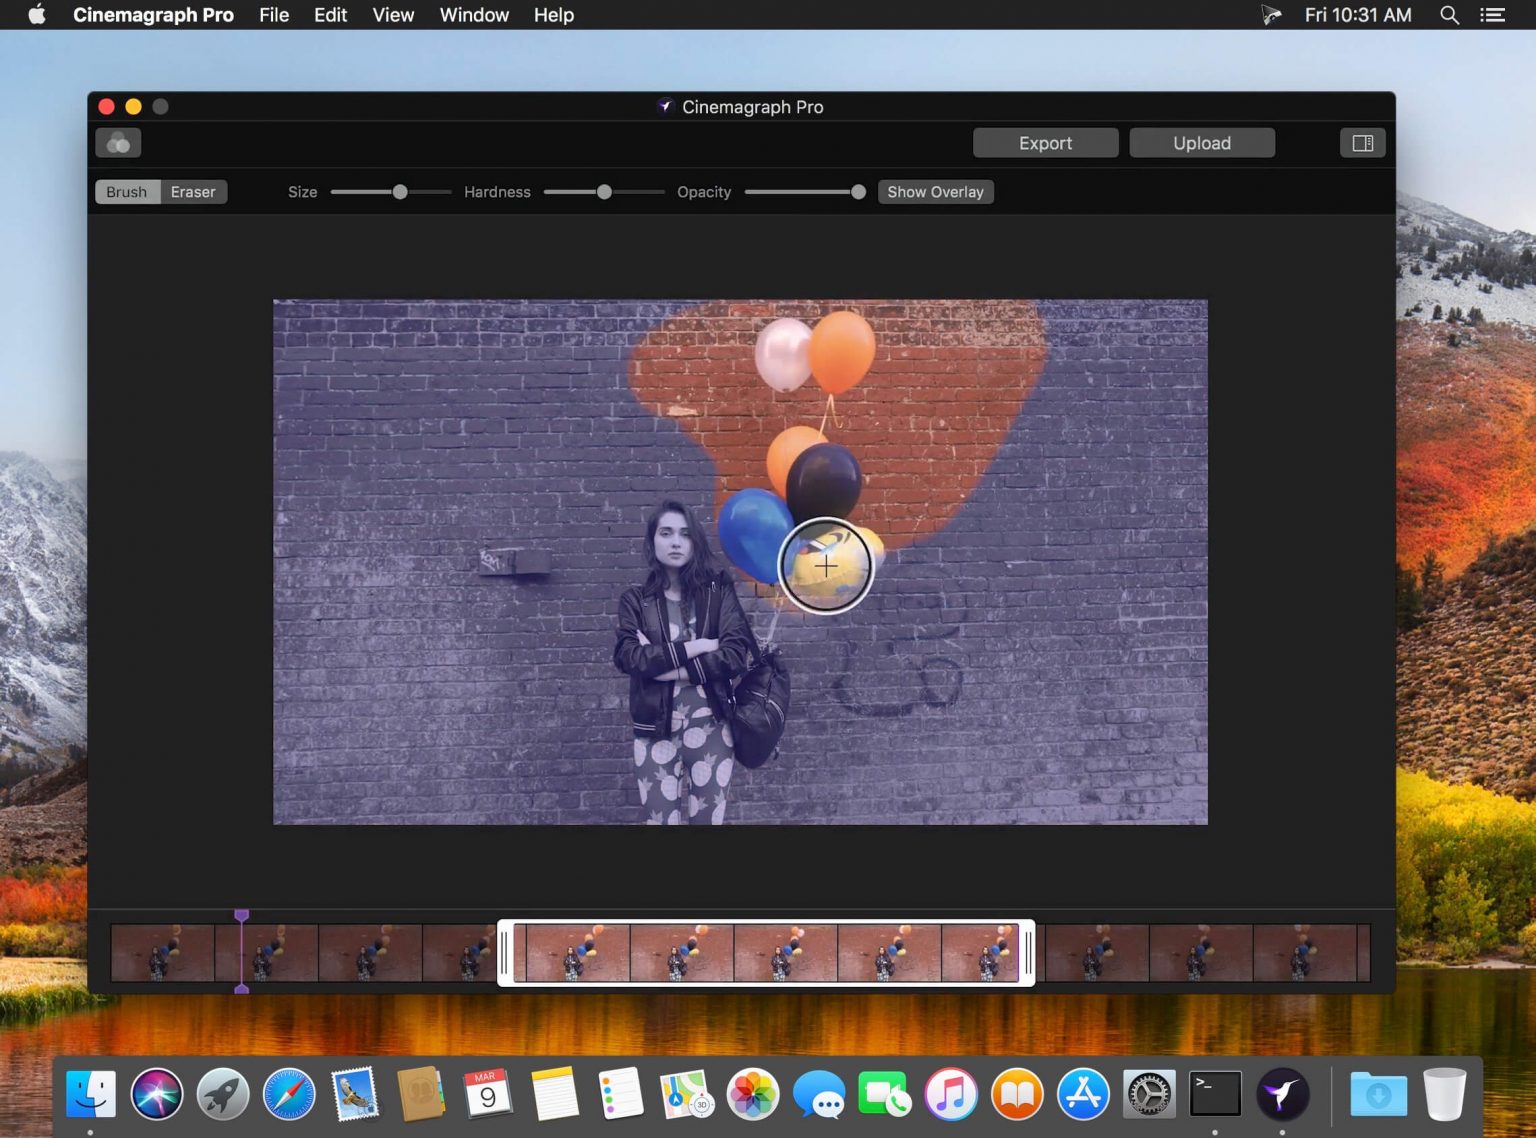 Cinemagraph Pro File Edit View Window Help Fri 10:31 AM
Cinemagraph Pro
Export Upload
Brush Eraser Size Hardness Opacity Show Overlay
MAR
9
3D
>_